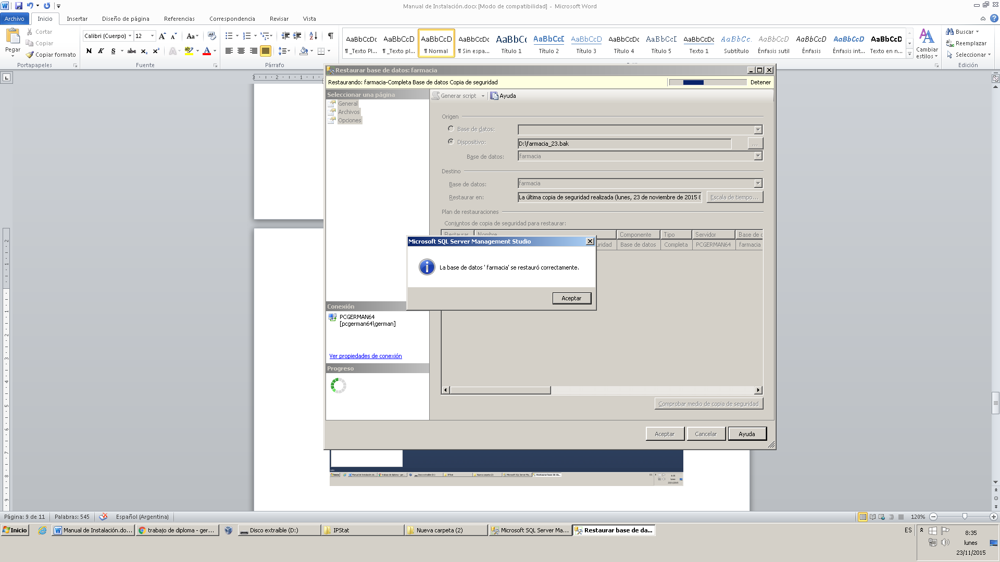 Manual de Instalación.docx [Modo de compatibilidad] - Microsoft Word
Archivo Inicio Insertar Diseño de página Referencias Correspondencia Revisar Vista
Pegar
Cortar
Copiar
Copiar formato
Portapapeles
Calibri (Cuerpo) 12
N K S abc x₂ x²
Fuente
Párrafo
AaBbCcDc AaBbCcD AaBbCcD AaBbCcDc AaBbC( AaBbCcD AaBbCcD AaBbCcDc AaBbCcD AaBbCcDc AaBbCc. AaBbCcD AaBbCcD AaBbCcD AaBbCcD
¶ _Texto Pl... ¶ _Texto pl... ¶ Normal ¶ Sin espa... Título 1 Título 2 Título 3 Título 4 Título 5 Texto 1 Subtítulo Énfasis sutil Énfasis Énfasis int... Texto en n...
Cambiar estilos
Buscar
Reemplazar
Seleccionar
Edición
Restaurar base de datos: farmacia
Restaurando: farmacia-Completa Base de datos Copia de seguridad
Detener
Seleccionar una página
General
Archivos
Opciones
Generar script Ayuda
Origen
Base de datos:
Dispositivo: D:\farmacia_23.bak ...
Base de datos: farmacia
Destino
Base de datos: farmacia
Restaurar en: La última copia de seguridad realizada (lunes, 23 de noviembre de 2015 8 Escala de tiempo...
Plan de restauraciones
Conjuntos de copia de seguridad para restaurar:
Restaurar Nombre Componente Tipo Servidor Base de d
uridad Base de datos Completa PCGERMAN64 farmacia
Microsoft SQL Server Management Studio
La base de datos ' farmacia' se restauró correctamente.
Aceptar
Conexión
PCGERMAN64
[pcgerman64\german]
Ver propiedades de conexión
Progreso
Comprobar medio de copia de seguridad
Aceptar Cancelar Ayuda
Página: 9 de 11 Palabras: 545 Español (Argentina) 120%
Inicio Manual de Instalación.do... trabajo de diploma - ger... Disco extraíble (D:) IPStat Nueva carpeta (2) Microsoft SQL Server Ma... Restaurar base de da... ES
8:35
lunes
23/11/2015